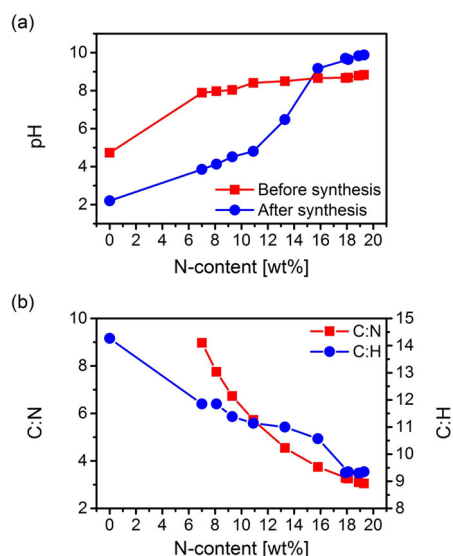 (a)
10
8
6
4
2
pH
Before synthesis
After synthesis
0 2 4 6 8 10 12 14 16 18 20
N-content [wt%]
(b)
10
8
6
4
2
C:N
C:N
C:H
15
14
13
12
11
10
9
8
C:H
0 2 4 6 8 10 12 14 16 18 20
N-content [wt%]